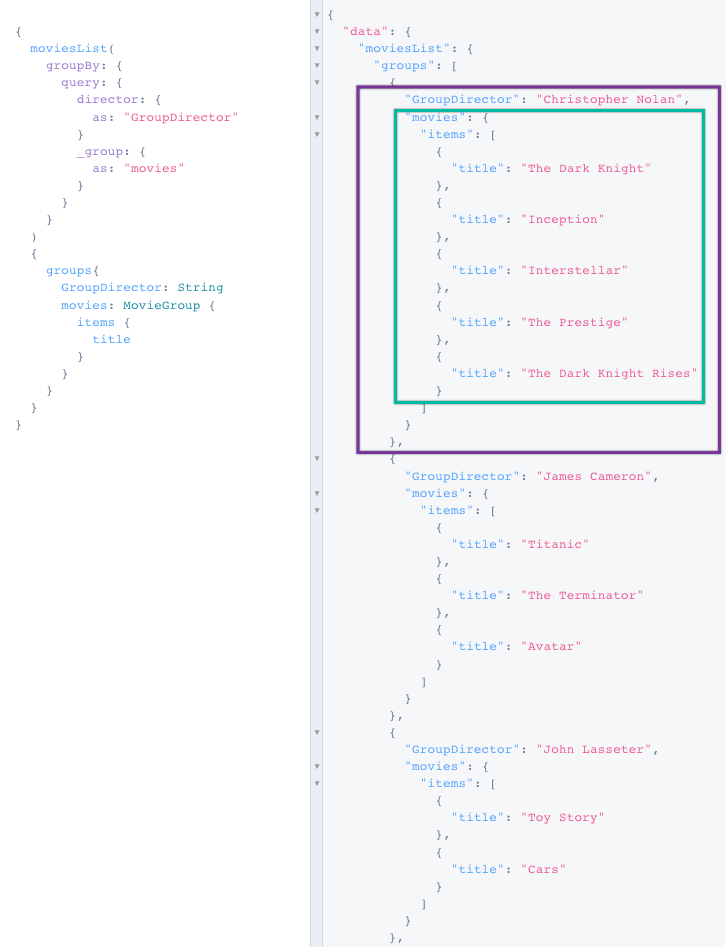 {
  moviesList(
    groupBy: {
      query: {
        director: {
          as: "GroupDirector"
        }
        _group: {
          as: "movies"
        }
      }
    }
  )
  {
    groups{
      GroupDirector: String
      movies: MovieGroup {
        items {
          title
        }
      }
    }
  }
}
{
  "data": {
    "moviesList": {
      "groups": [
        {
          "GroupDirector": "Christopher Nolan",
          "movies": {
            "items": [
              {
                "title": "The Dark Knight"
              },
              {
                "title": "Inception"
              },
              {
                "title": "Interstellar"
              },
              {
                "title": "The Prestige"
              },
              {
                "title": "The Dark Knight Rises"
              }
            ]
          }
        },
        {
          "GroupDirector": "James Cameron",
          "movies": {
            "items": [
              {
                "title": "Titanic"
              },
              {
                "title": "The Terminator"
              },
              {
                "title": "Avatar"
              }
            ]
          }
        },
        {
          "GroupDirector": "John Lasseter",
          "movies": {
            "items": [
              {
                "title": "Toy Story"
              },
              {
                "title": "Cars"
              }
            ]
          }
        },